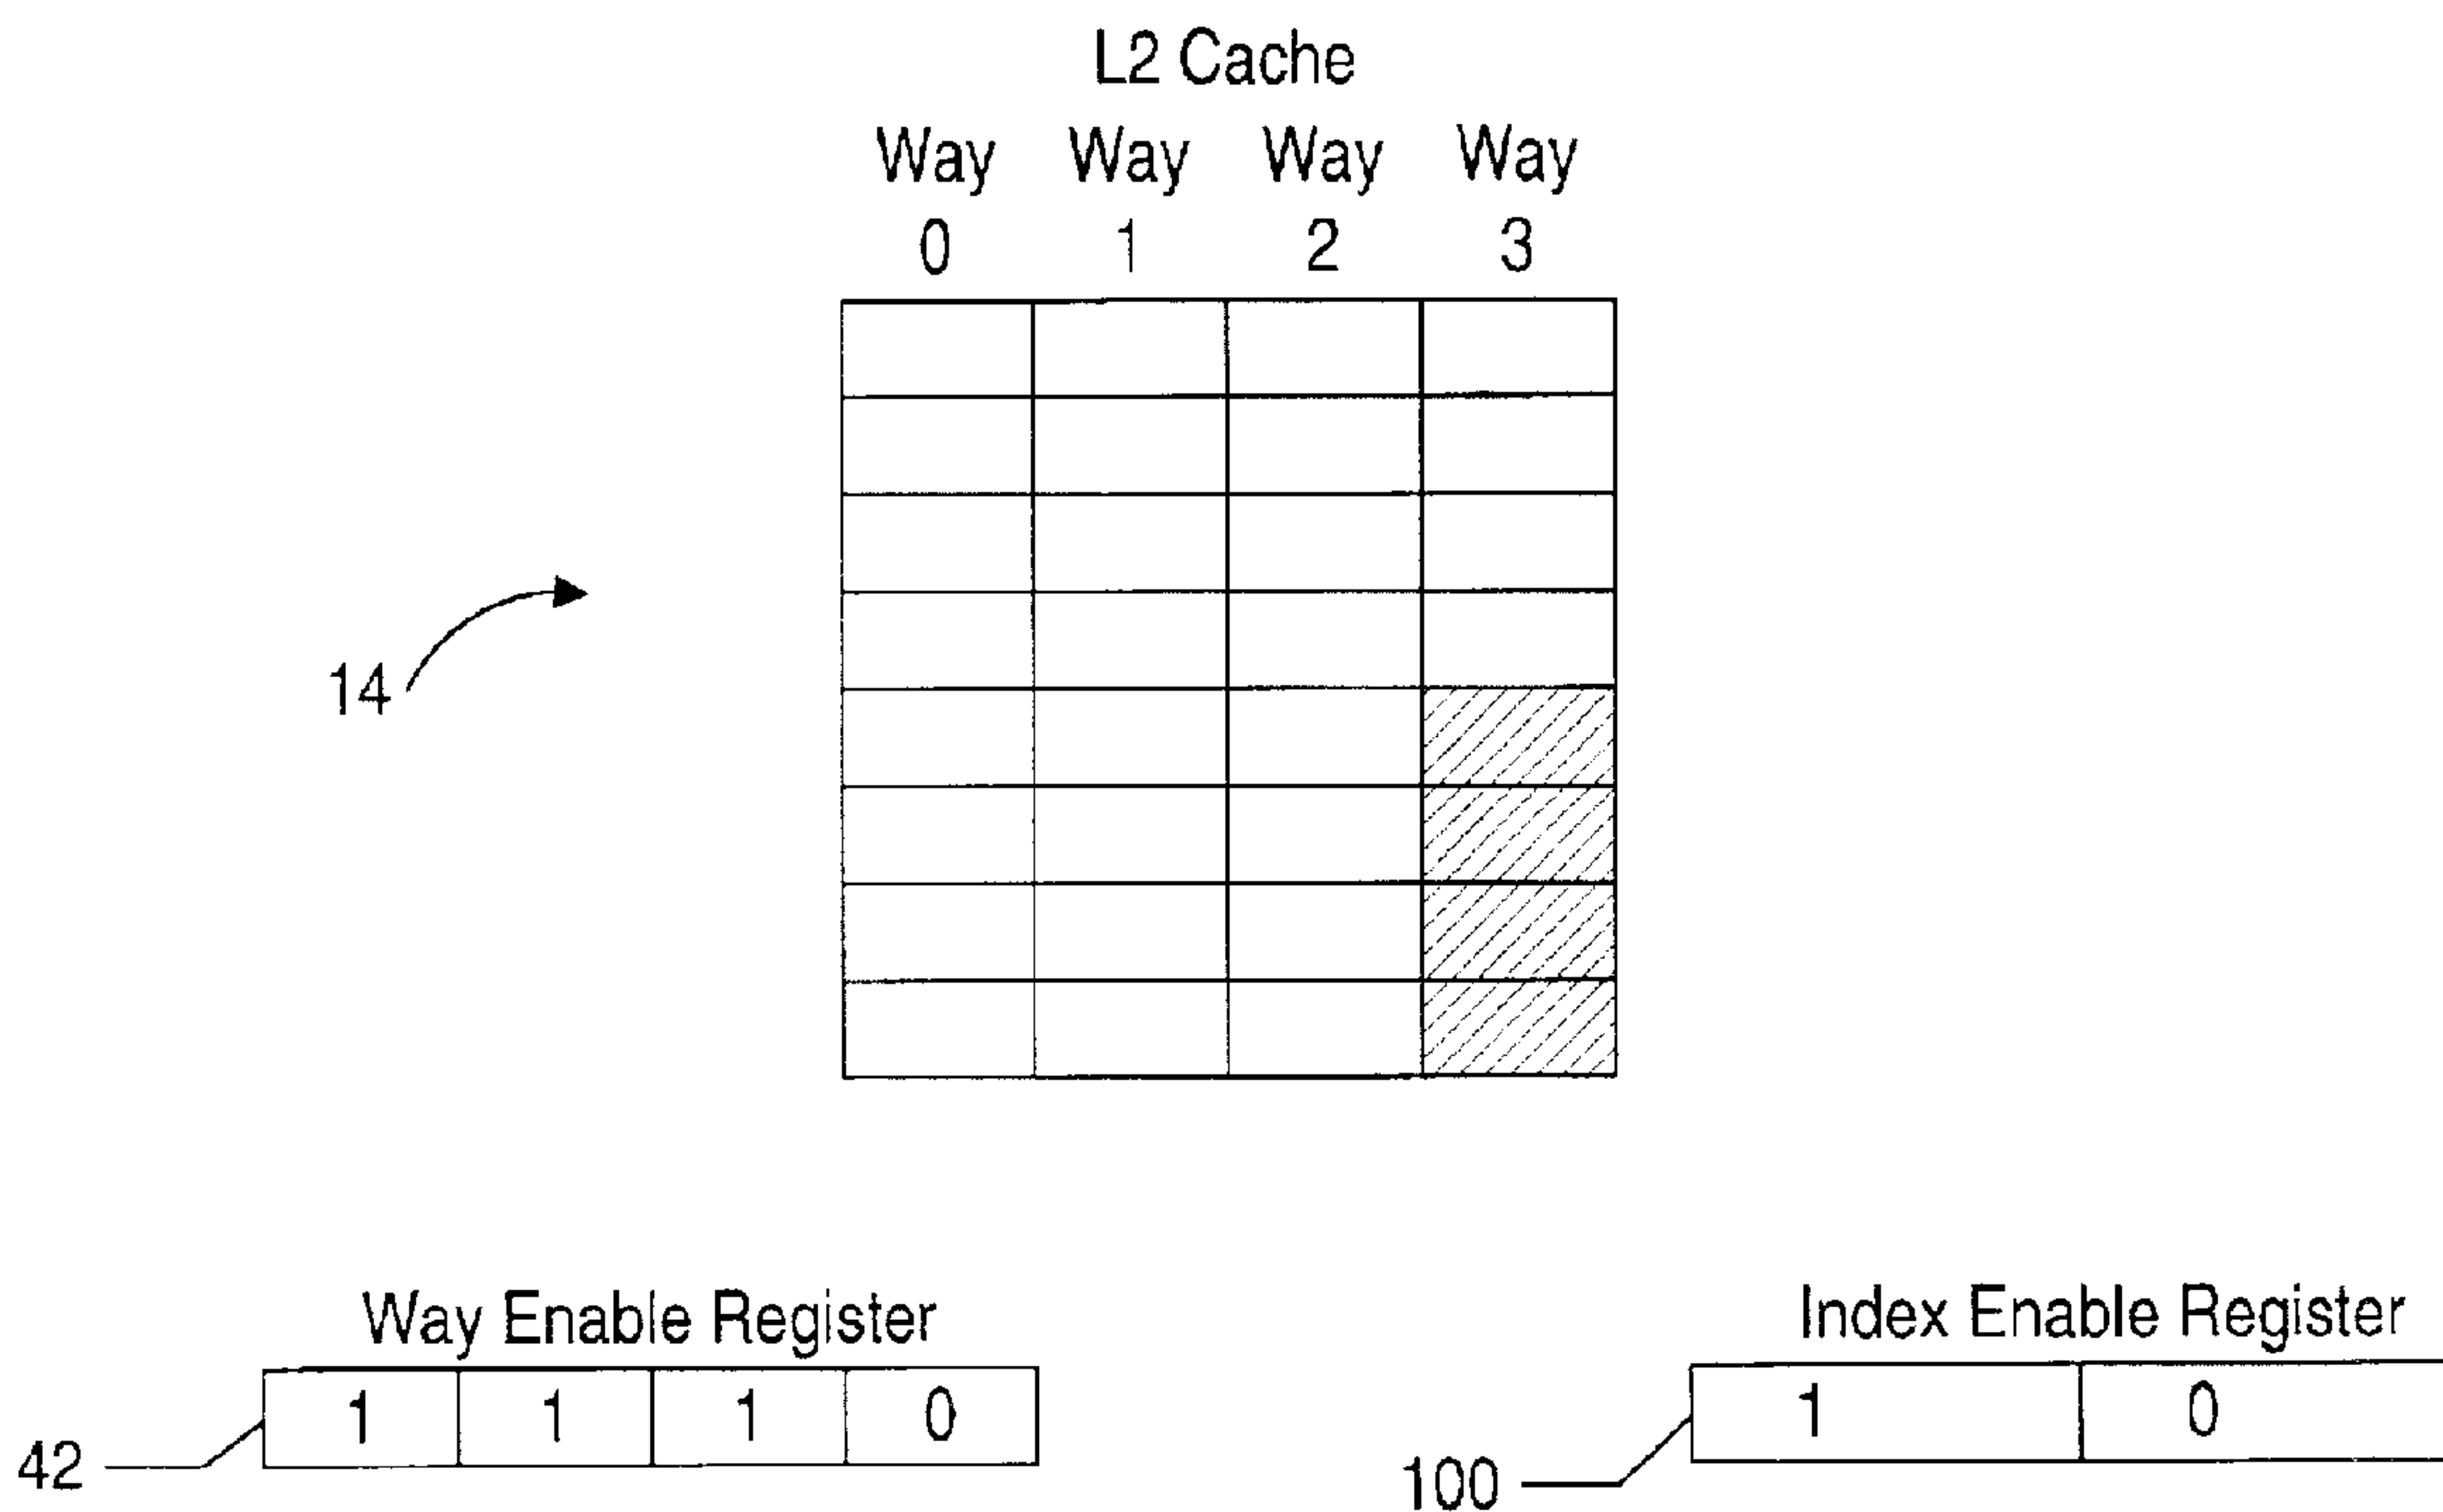 L2 Cache
Way Way Way Way
0 1 2 3
14
Way Enable Register
1 1 1 0
42
Index Enable Register
1 0
100